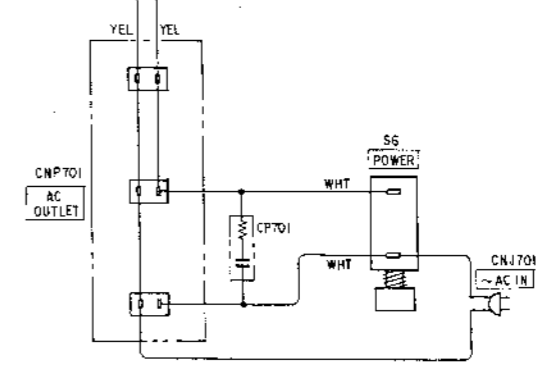 YEL YEL
S6
POWER
CNP701
AC
OUTLET
WHT
CP701
WHT
CNJ701
~AC IN